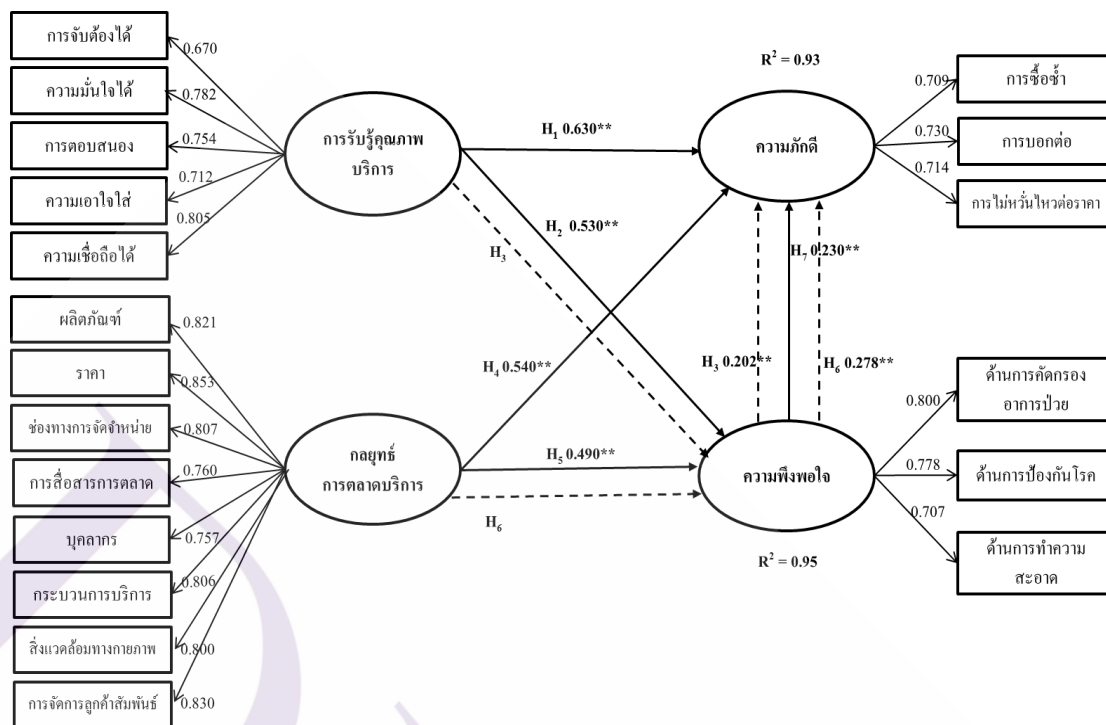 การจับต้องได้
0.670
ความมั่นใจได้
0.782
การตอบสนอง
0.754
ความเอาใจใส่
0.712
ความเชื่อถือได้
0.805
ผลิตภัณฑ์
0.821
ราคา
0.853
ช่องทางการจัดจำหน่าย
0.807
การสื่อสารการตลาด
0.760
บุคลากร
0.757
กระบวนการบริการ
0.806
สิ่งแวดล้อมทางกายภาพ
0.800
การจัดการลูกค้าสัมพันธ์
0.830
การรับรู้คุณภาพ
บริการ
กลยุทธ์
การตลาดบริการ
H1 0.630**
H2 0.530**
H3
H4 0.540**
H5 0.490**
H6
R2 = 0.93
ความภักดี
H7 0.230**
H3 0.202**
H6 0.278**
ความพึงพอใจ
R2 = 0.95
0.709
การซื้อซ้ำ
0.730
การบอกต่อ
0.714
การไม่หวั่นไหวต่อราคา
0.800
ด้านการคัดกรอง
อาการป่วย
0.778
ด้านการป้องกันโรค
0.707
ด้านการทำความ
สะอาด